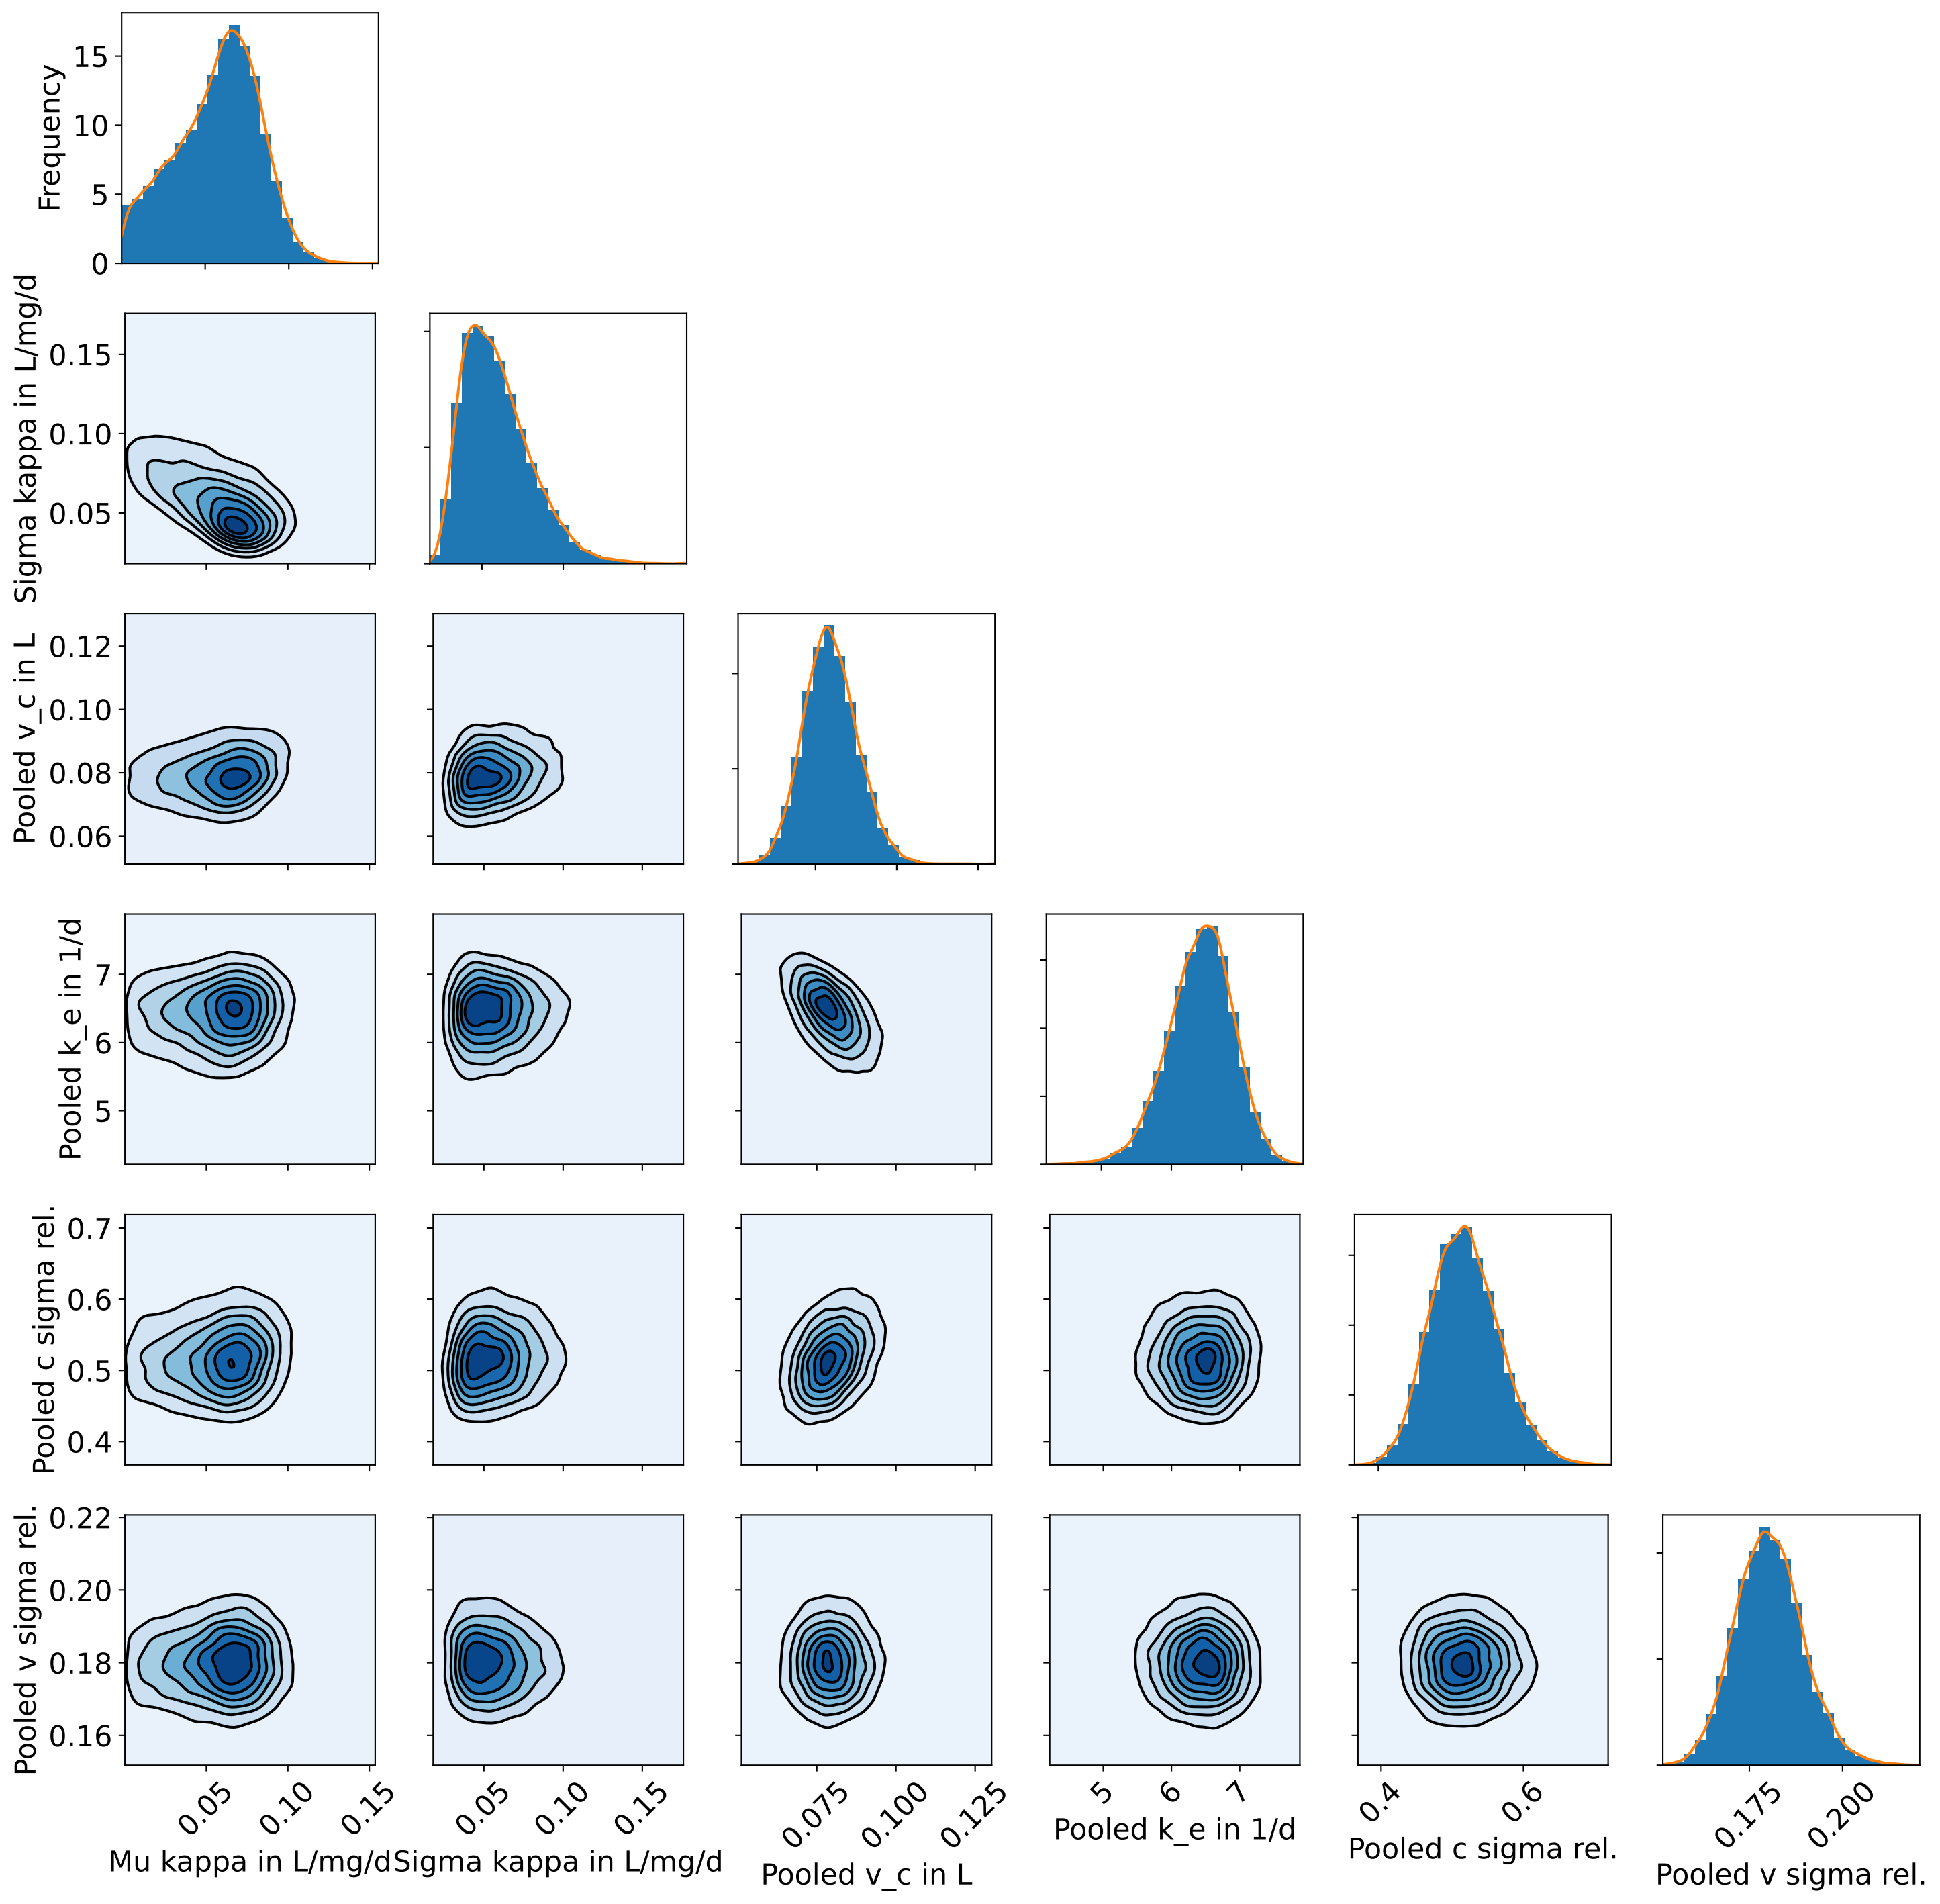 Frequency
15
10
5
0
Sigma kappa in L/mg/d
0.15
0.10
0.05
Pooled v_c in L
0.12
0.10
0.08
0.06
Pooled k_e in 1/d
7
6
5
Pooled c sigma rel.
0.7
0.6
0.5
0.4
Pooled v sigma rel.
0.22
0.20
0.18
0.16
0.05 0.10 0.15
Mu kappa in L/mg/d
0.05 0.10 0.15
Sigma kappa in L/mg/d
0.075 0.100 0.125
Pooled v_c in L
5 6 7
Pooled k_e in 1/d
0.4 0.6
Pooled c sigma rel.
0.175 0.200
Pooled v sigma rel.